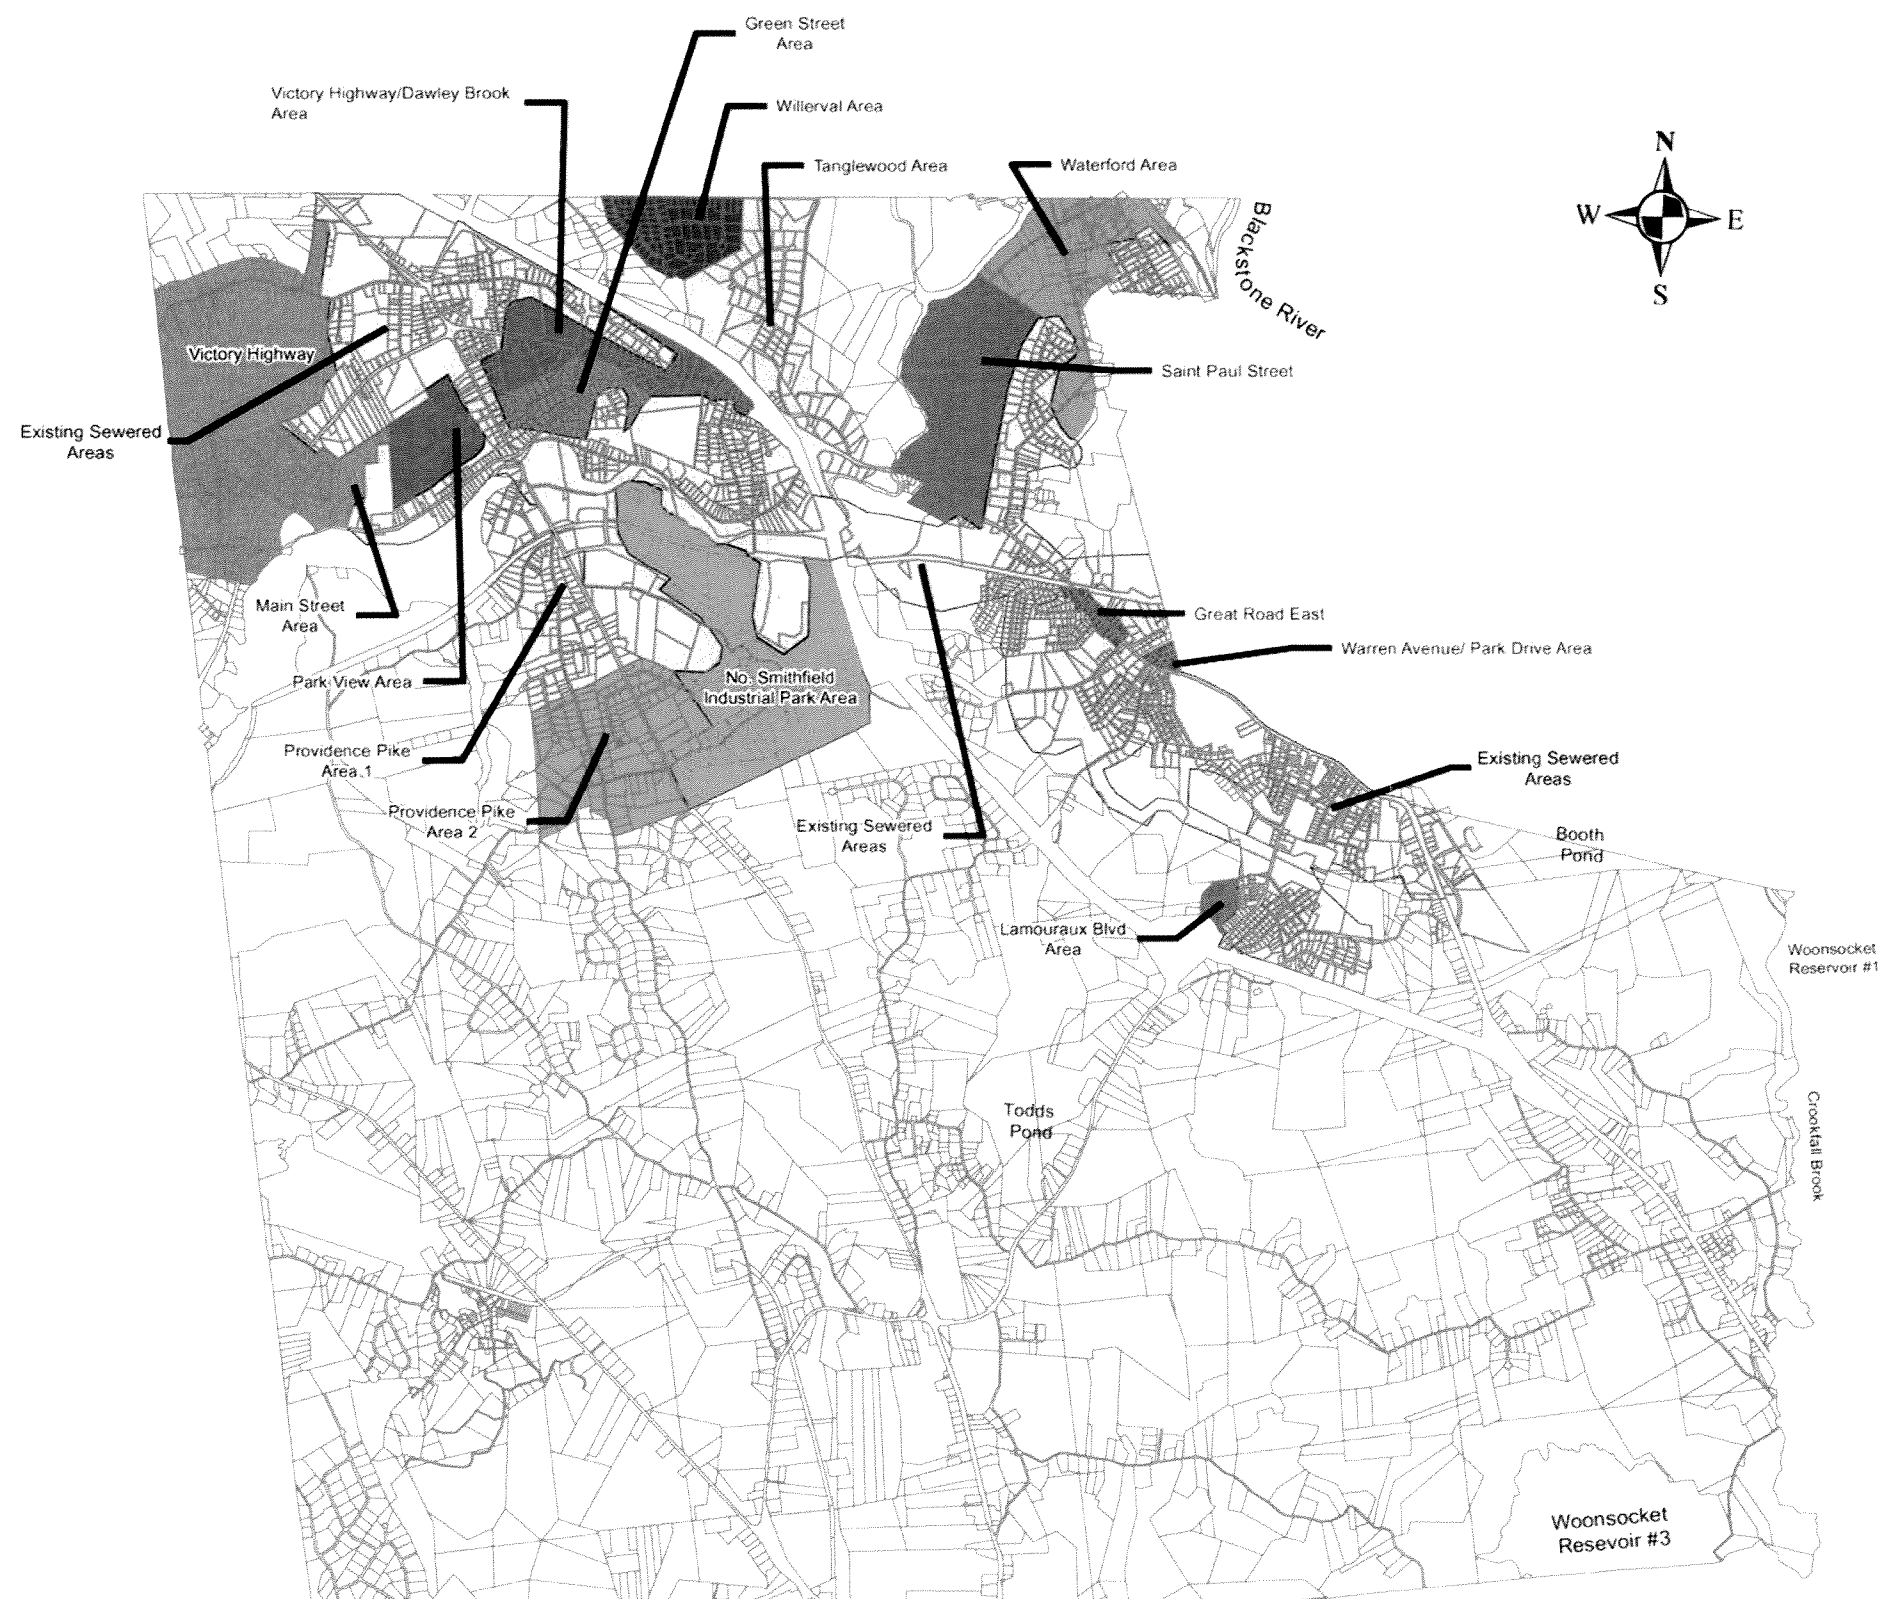 Green Street
Area
Victory Highway/Dawley Brook
Area
Willerval Area
Tanglewood Area
Waterford Area
N
W
E
S
Blackstone River
Victory Highway
Saint Paul Street
Existing Sewered
Areas
Main Street
Area
Great Road East
Warren Avenue/ Park Drive Area
Park View Area
No. Smithfield
Industrial Park Area
Providence Pike
Area 1
Existing Sewered
Areas
Providence Pike
Area 2
Existing Sewered
Areas
Booth
Pond
Lamouraux Blvd
Area
Woonsocket
Reservoir #1
Todds
Pond
Crookfall Brook
Woonsocket
Resevoir #3